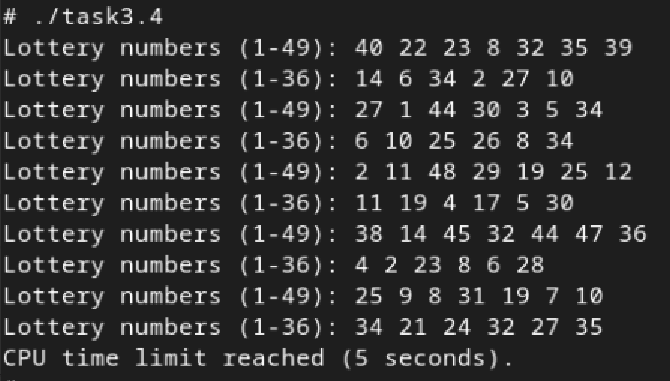 # ./task3.4
Lottery numbers (1-49): 40 22 23 8 32 35 39
Lottery numbers (1-36): 14 6 34 2 27 10
Lottery numbers (1-49): 27 1 44 30 3 5 34
Lottery numbers (1-36): 6 10 25 26 8 34
Lottery numbers (1-49): 2 11 48 29 19 25 12
Lottery numbers (1-36): 11 19 4 17 5 30
Lottery numbers (1-49): 38 14 45 32 44 47 36
Lottery numbers (1-36): 4 2 23 8 6 28
Lottery numbers (1-49): 25 9 8 31 19 7 10
Lottery numbers (1-36): 34 21 24 32 27 35
CPU time limit reached (5 seconds).